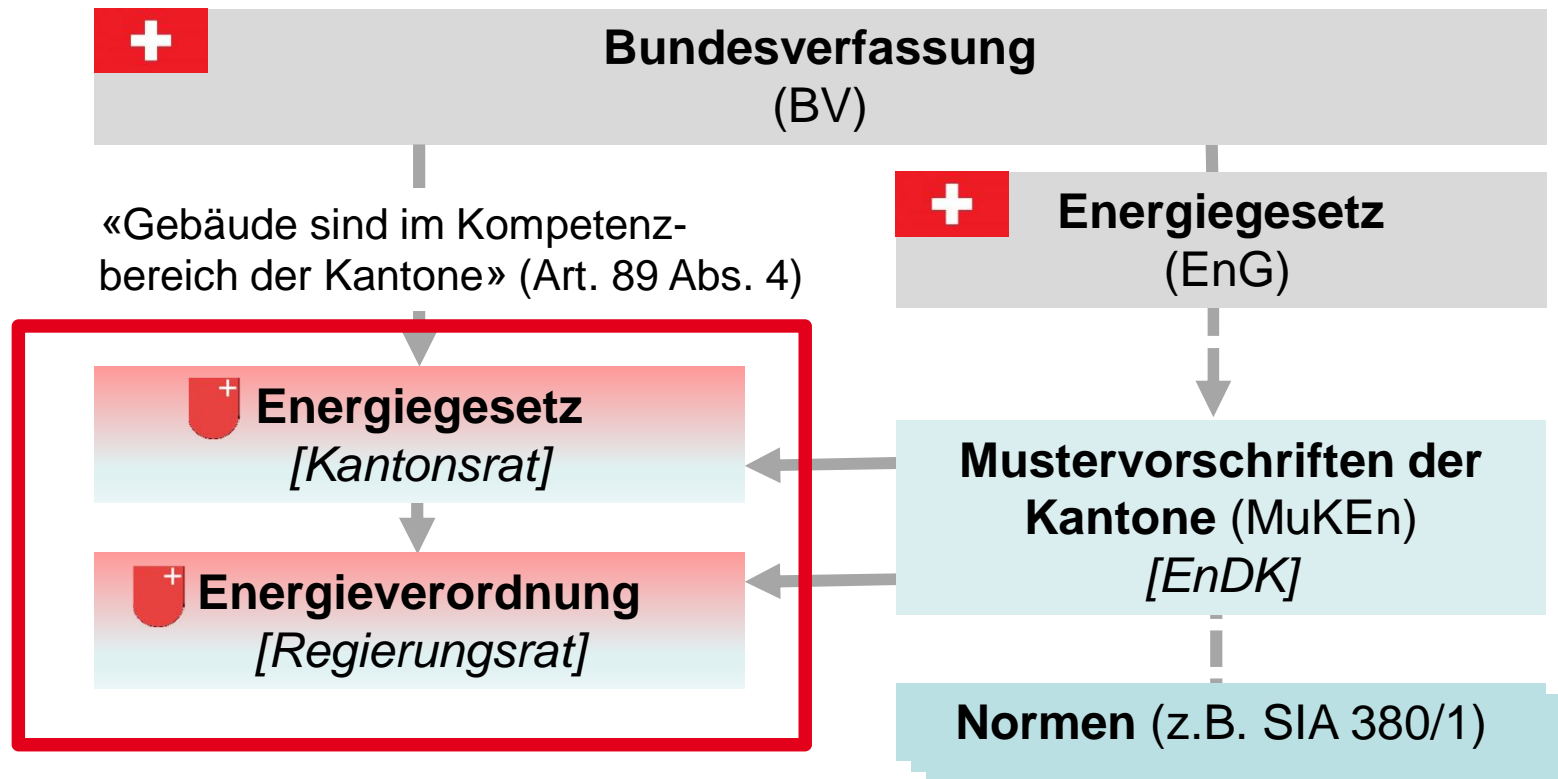 Bundesverfassung
(BV)
«Gebäude sind im Kompetenz-
bereich der Kantone» (Art. 89 Abs. 4)
Energiegesetz
(EnG)
Energiegesetz
[Kantonsrat]
Energieverordnung
[Regierungsrat]
Mustervorschriften der
Kantone (MuKEn)
[EnDK]
Normen (z.B. SIA 380/1)